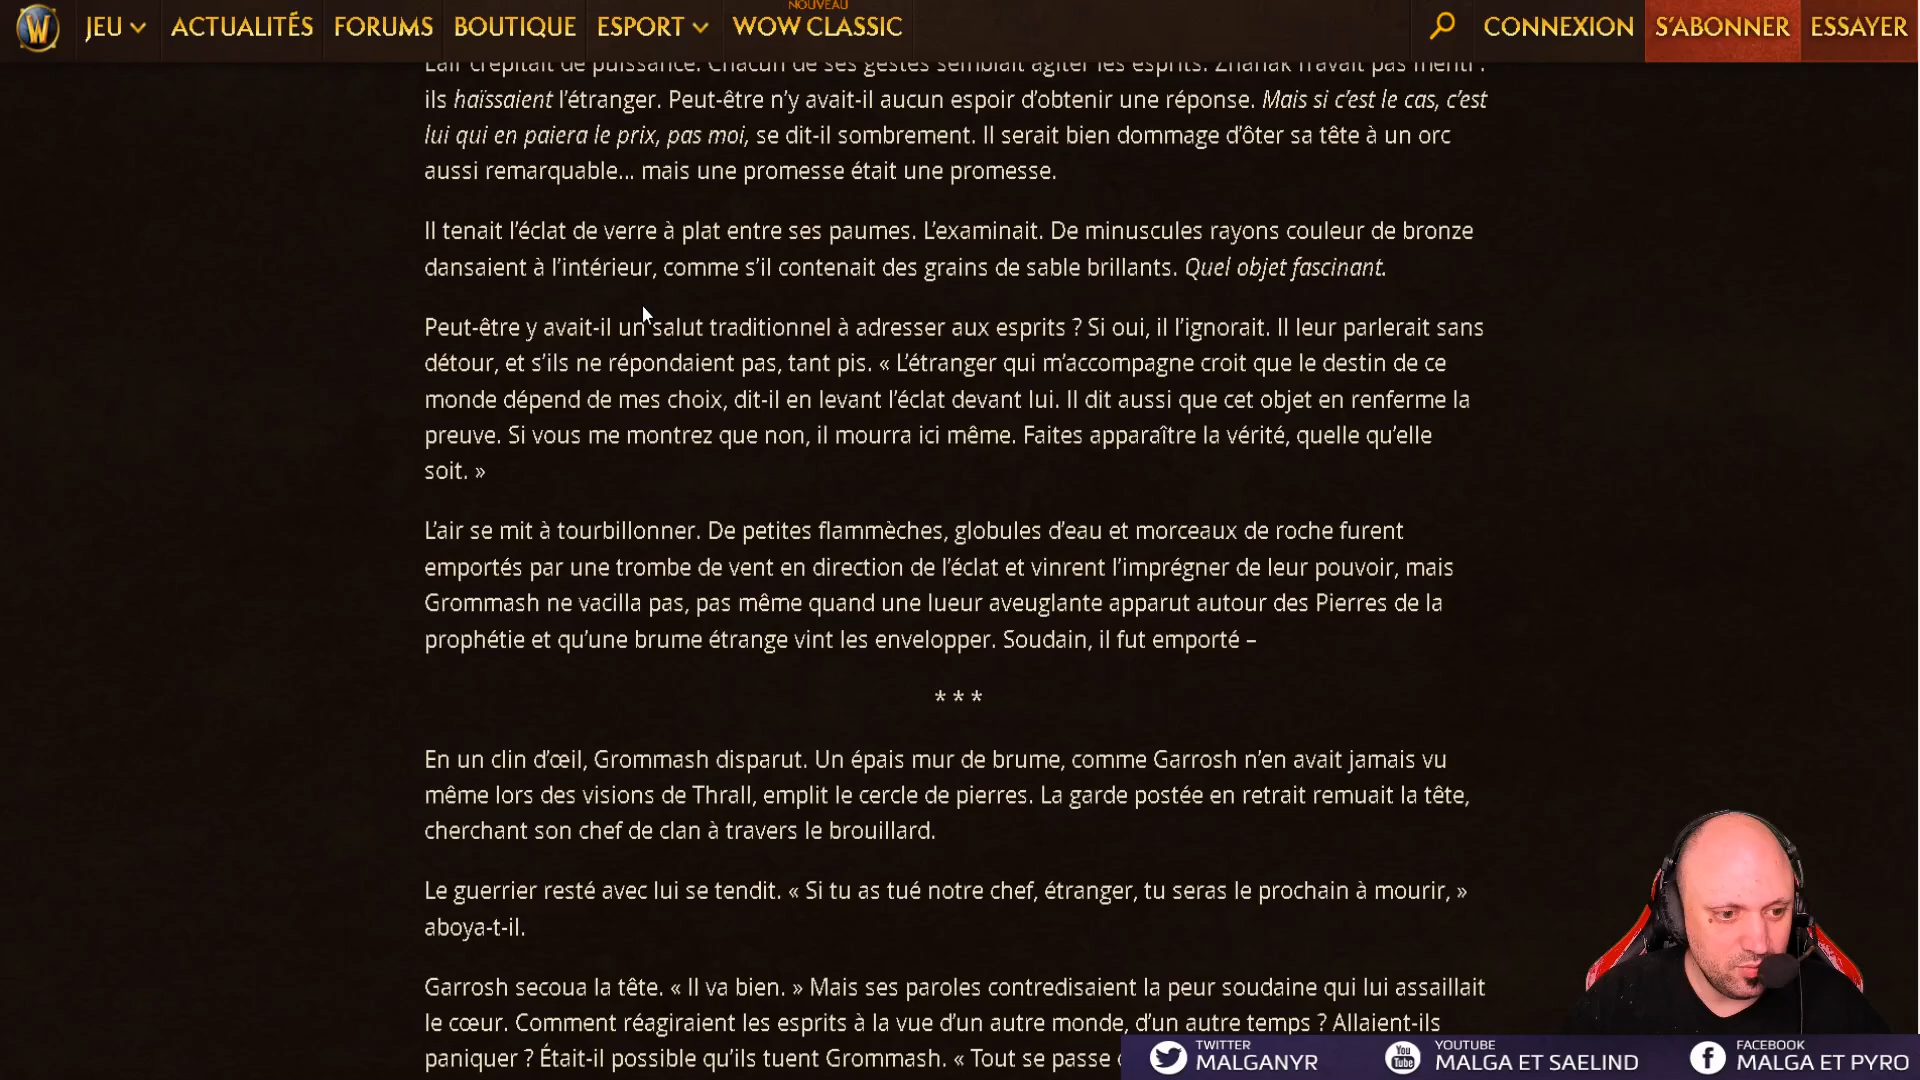 NOUVEAU
JEU ACTUALITÉS FORUMS BOUTIQUE ESPORT WOW CLASSIC CONNEXION S'ABONNER ESSAYER
L'air crépitait de puissance. Chacun de ses gestes semblait agiter les esprits. Zhanak n'avait pas menti :
ils haïssaient l'étranger. Peut-être n'y avait-il aucun espoir d'obtenir une réponse. Mais si c'est le cas, c'est
lui qui en paiera le prix, pas moi, se dit-il sombrement. Il serait bien dommage d'ôter sa tête à un orc
aussi remarquable... mais une promesse était une promesse.
Il tenait l'éclat de verre à plat entre ses paumes. L'examinait. De minuscules rayons couleur de bronze
dansaient à l'intérieur, comme s'il contenait des grains de sable brillants. Quel objet fascinant.
Peut-être y avait-il un salut traditionnel à adresser aux esprits ? Si oui, il l'ignorait. Il leur parlerait sans
détour, et s'ils ne répondaient pas, tant pis. « L'étranger qui m'accompagne croit que le destin de ce
monde dépend de mes choix, dit-il en levant l'éclat devant lui. Il dit aussi que cet objet en renferme la
preuve. Si vous me montrez que non, il mourra ici même. Faites apparaître la vérité, quelle qu'elle
soit. »
L'air se mit à tourbillonner. De petites flammèches, globules d'eau et morceaux de roche furent
emportés par une trombe de vent en direction de l'éclat et vinrent l'imprégner de leur pouvoir, mais
Grommash ne vacilla pas, pas même quand une lueur aveuglante apparut autour des Pierres de la
prophétie et qu'une brume étrange vint les envelopper. Soudain, il fut emporté –
* * *
En un clin d'œil, Grommash disparut. Un épais mur de brume, comme Garrosh n'en avait jamais vu
même lors des visions de Thrall, emplit le cercle de pierres. La garde postée en retrait remuait la tête,
cherchant son chef de clan à travers le brouillard.
Le guerrier resté avec lui se tendit. « Si tu as tué notre chef, étranger, tu seras le prochain à mourir, »
aboya-t-il.
Garrosh secoua la tête. « Il va bien. » Mais ses paroles contredisaient la peur soudaine qui lui assaillait
le cœur. Comment réagiraient les esprits à la vue d'un autre monde, d'un autre temps ? Allaient-ils
paniquer ? Était-il possible qu'ils tuent Grommash. « Tout se passe
TWITTER
MALGANYR
YOUTUBE
MALGA ET SAELIND
FACEBOOK
MALGA ET PYRO